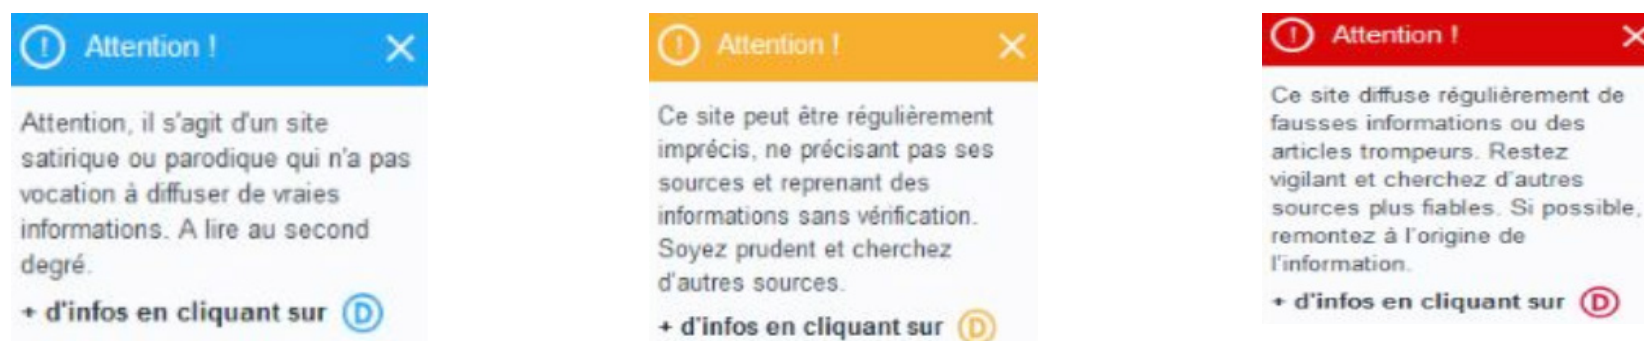 Attention !
Attention, il s'agit d'un site
satirique ou parodique qui n'a pas
vocation à diffuser de vraies
informations. A lire au second
degré.
+ d'infos en cliquant sur D
Attention !
Ce site peut être régulièrement
imprécis, ne précisant pas ses
sources et reprenant des
informations sans vérification.
Soyez prudent et cherchez
d'autres sources.
+ d'infos en cliquant sur D
Attention !
Ce site diffuse régulièrement de
fausses informations ou des
articles trompeurs. Restez
vigilant et cherchez d'autres
sources plus fiables. Si possible,
remontez à l'origine de
l'information.
+ d'infos en cliquant sur D